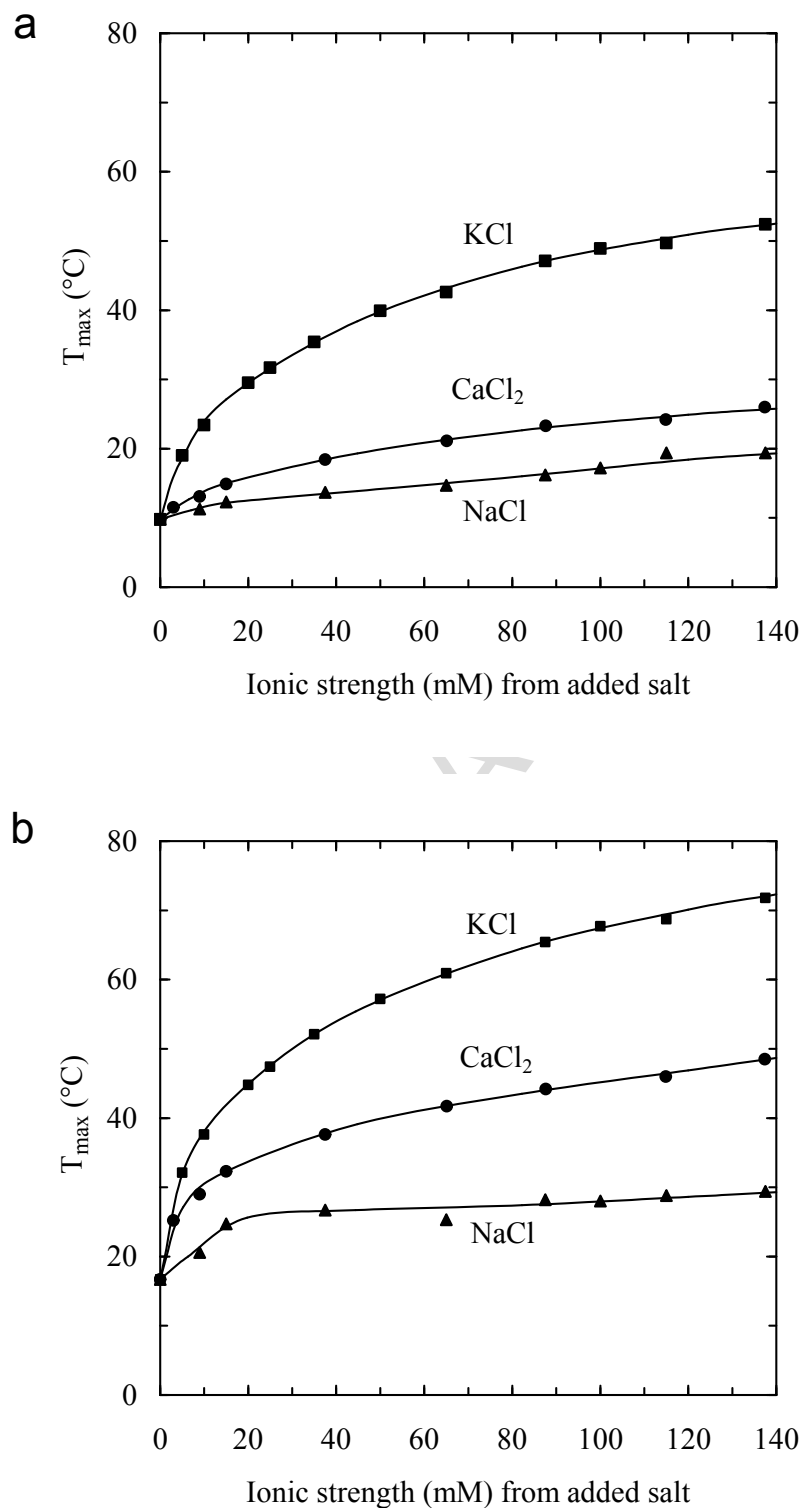 a
80
60
KCl
T_max (°C)
40
CaCl₂
20
NaCl
0
0 20 40 60 80 100 120 140
Ionic strength (mM) from added salt
b
80
KCl
60
T_max (°C)
CaCl₂
40
NaCl
20
0
0 20 40 60 80 100 120 140
Ionic strength (mM) from added salt